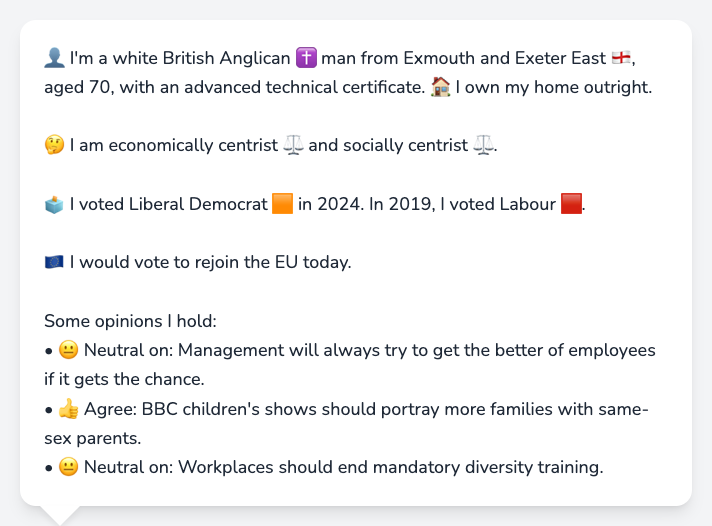 👤 I'm a white British Anglican ✝️ man from Exmouth and Exeter East 🏴󠁧󠁢󠁥󠁮󠁧󠁿,
aged 70, with an advanced technical certificate. 🏠 I own my home outright.
🤔 I am economically centrist ⚖️ and socially centrist ⚖️.
🗳️ I voted Liberal Democrat 🟧 in 2024. In 2019, I voted Labour 🟥.
🇪🇺 I would vote to rejoin the EU today.
Some opinions I hold:
• 😐 Neutral on: Management will always try to get the better of employees
if it gets the chance.
• 👍 Agree: BBC children's shows should portray more families with same-
sex parents.
• 😐 Neutral on: Workplaces should end mandatory diversity training.